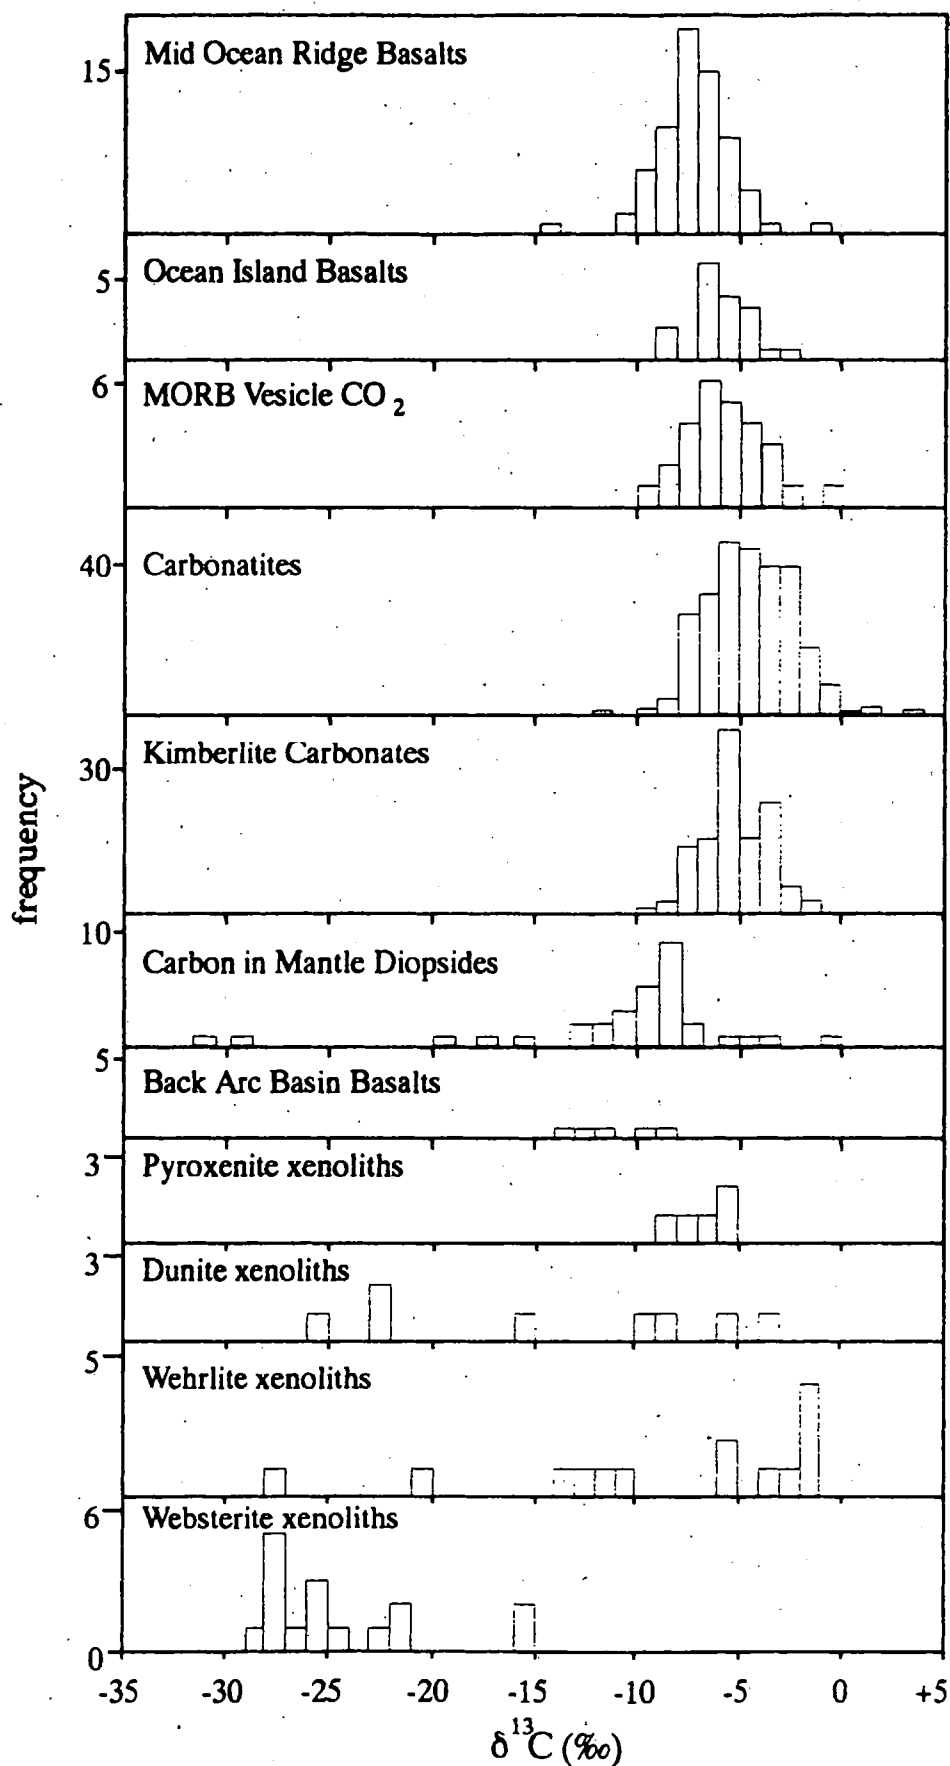 Mid Ocean Ridge Basalts
15
Ocean Island Basalts
5
MORB Vesicle CO2
6
Carbonatites
40
Kimberlite Carbonates
30
frequency
Carbon in Mantle Diopsides
10
Back Arc Basin Basalts
5
Pyroxenite xenoliths
3
Dunite xenoliths
3
Wehrlite xenoliths
5
Websterite xenoliths
6
0
-35 -30 -25 -20 -15 -10 -5 0 +5
δ13C (‰)